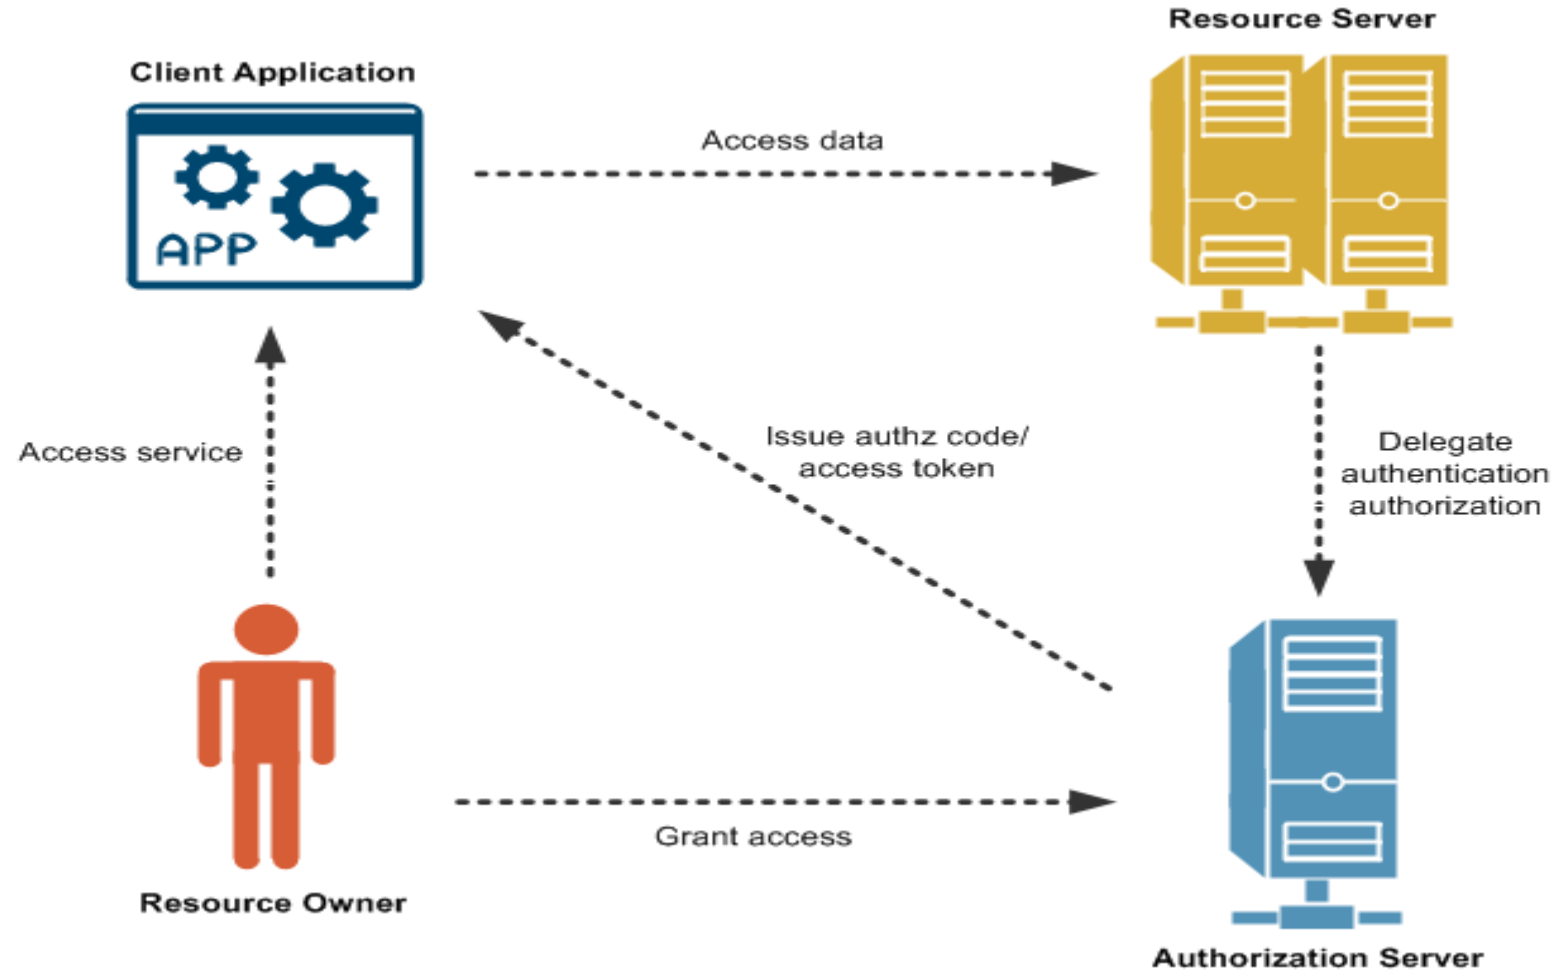 Resource Server
Client Application
Access data
APP
Issue authz code/
access token
Access service
Delegate
authentication
authorization
Grant access
Resource Owner
Authorization Server